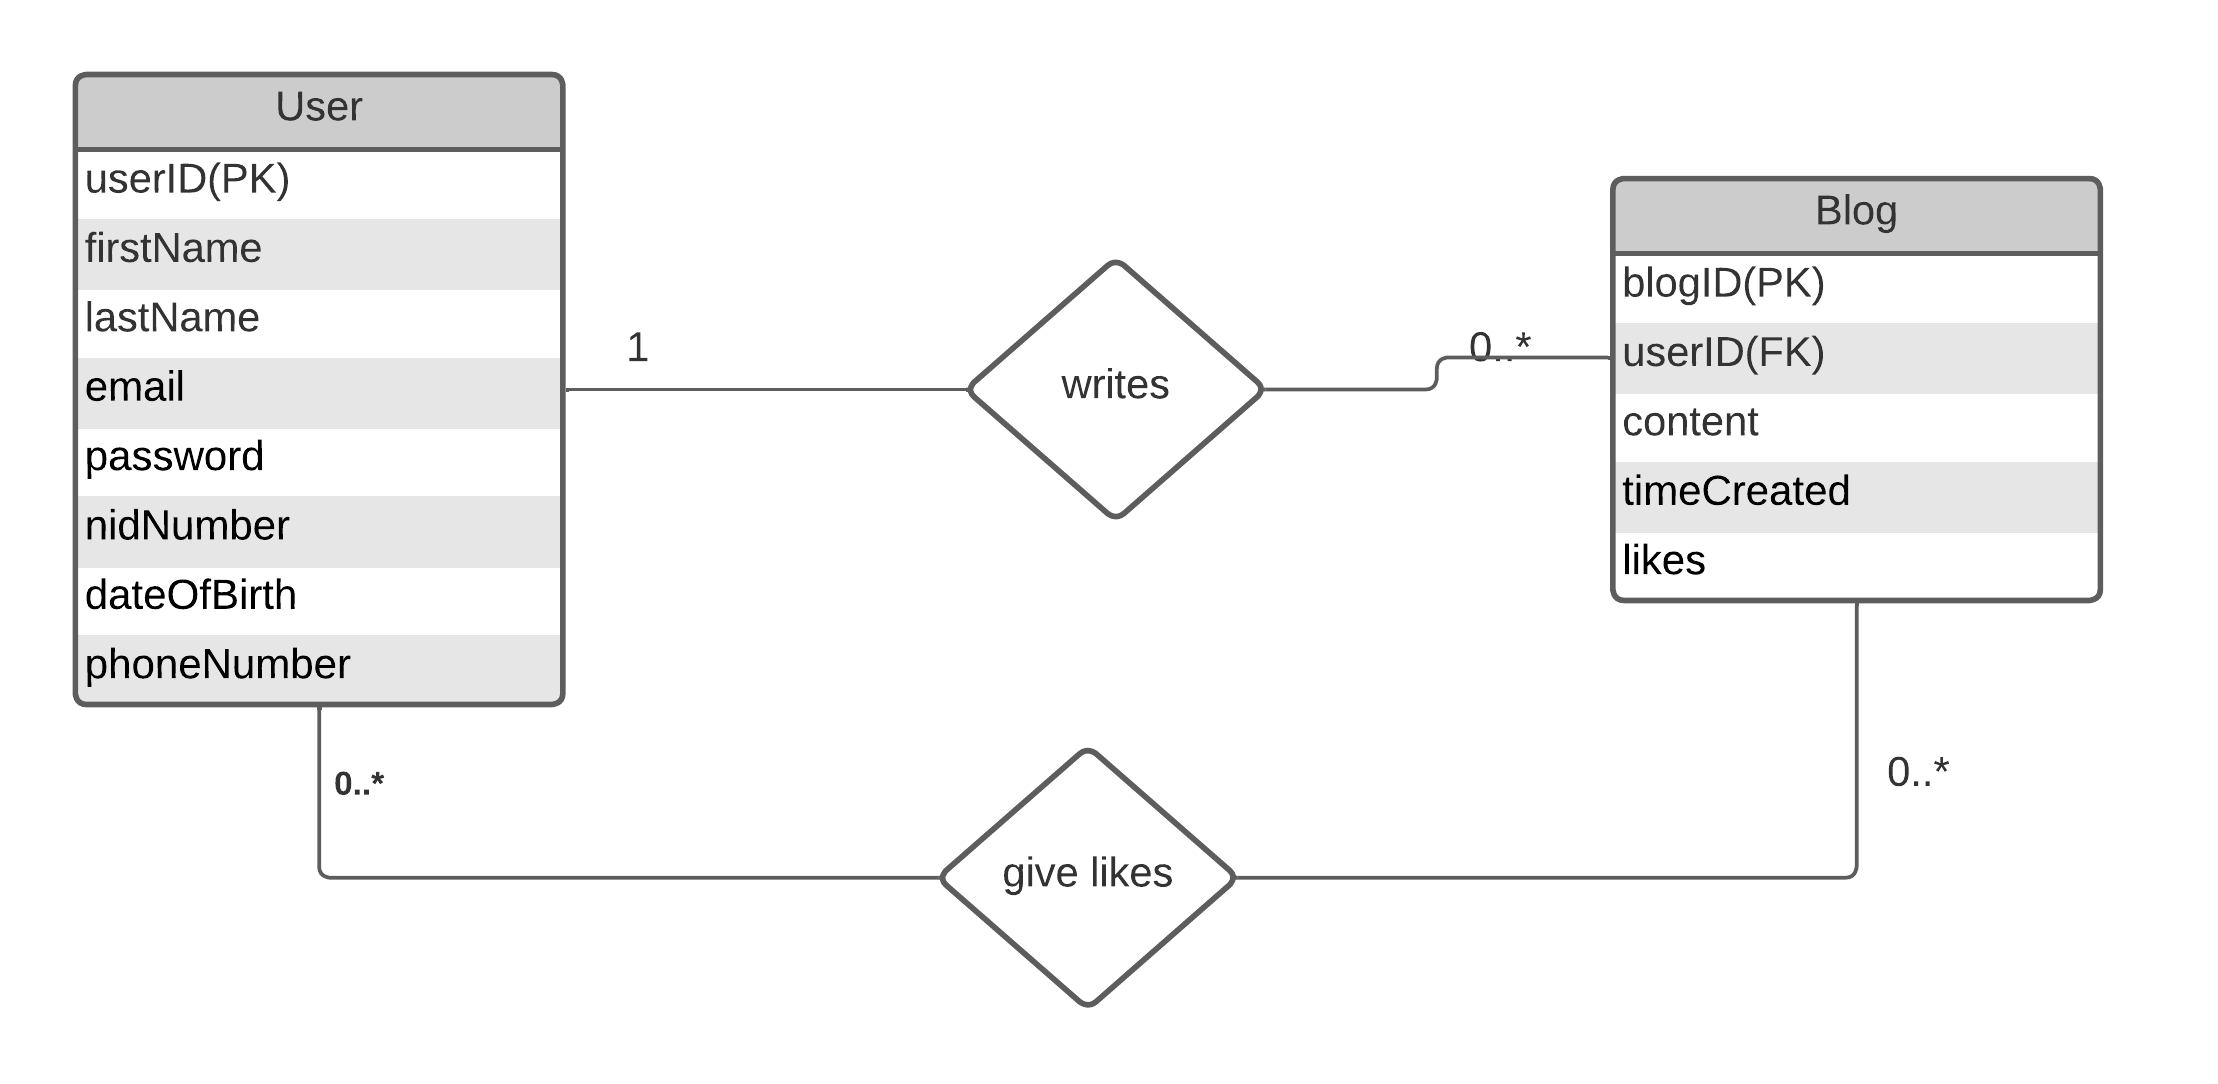 User
userID(PK)
firstName
lastName
email
password
nidNumber
dateOfBirth
phoneNumber
1
writes
0..*
Blog
blogID(PK)
userID(FK)
content
timeCreated
likes
0..*
give likes
0..*